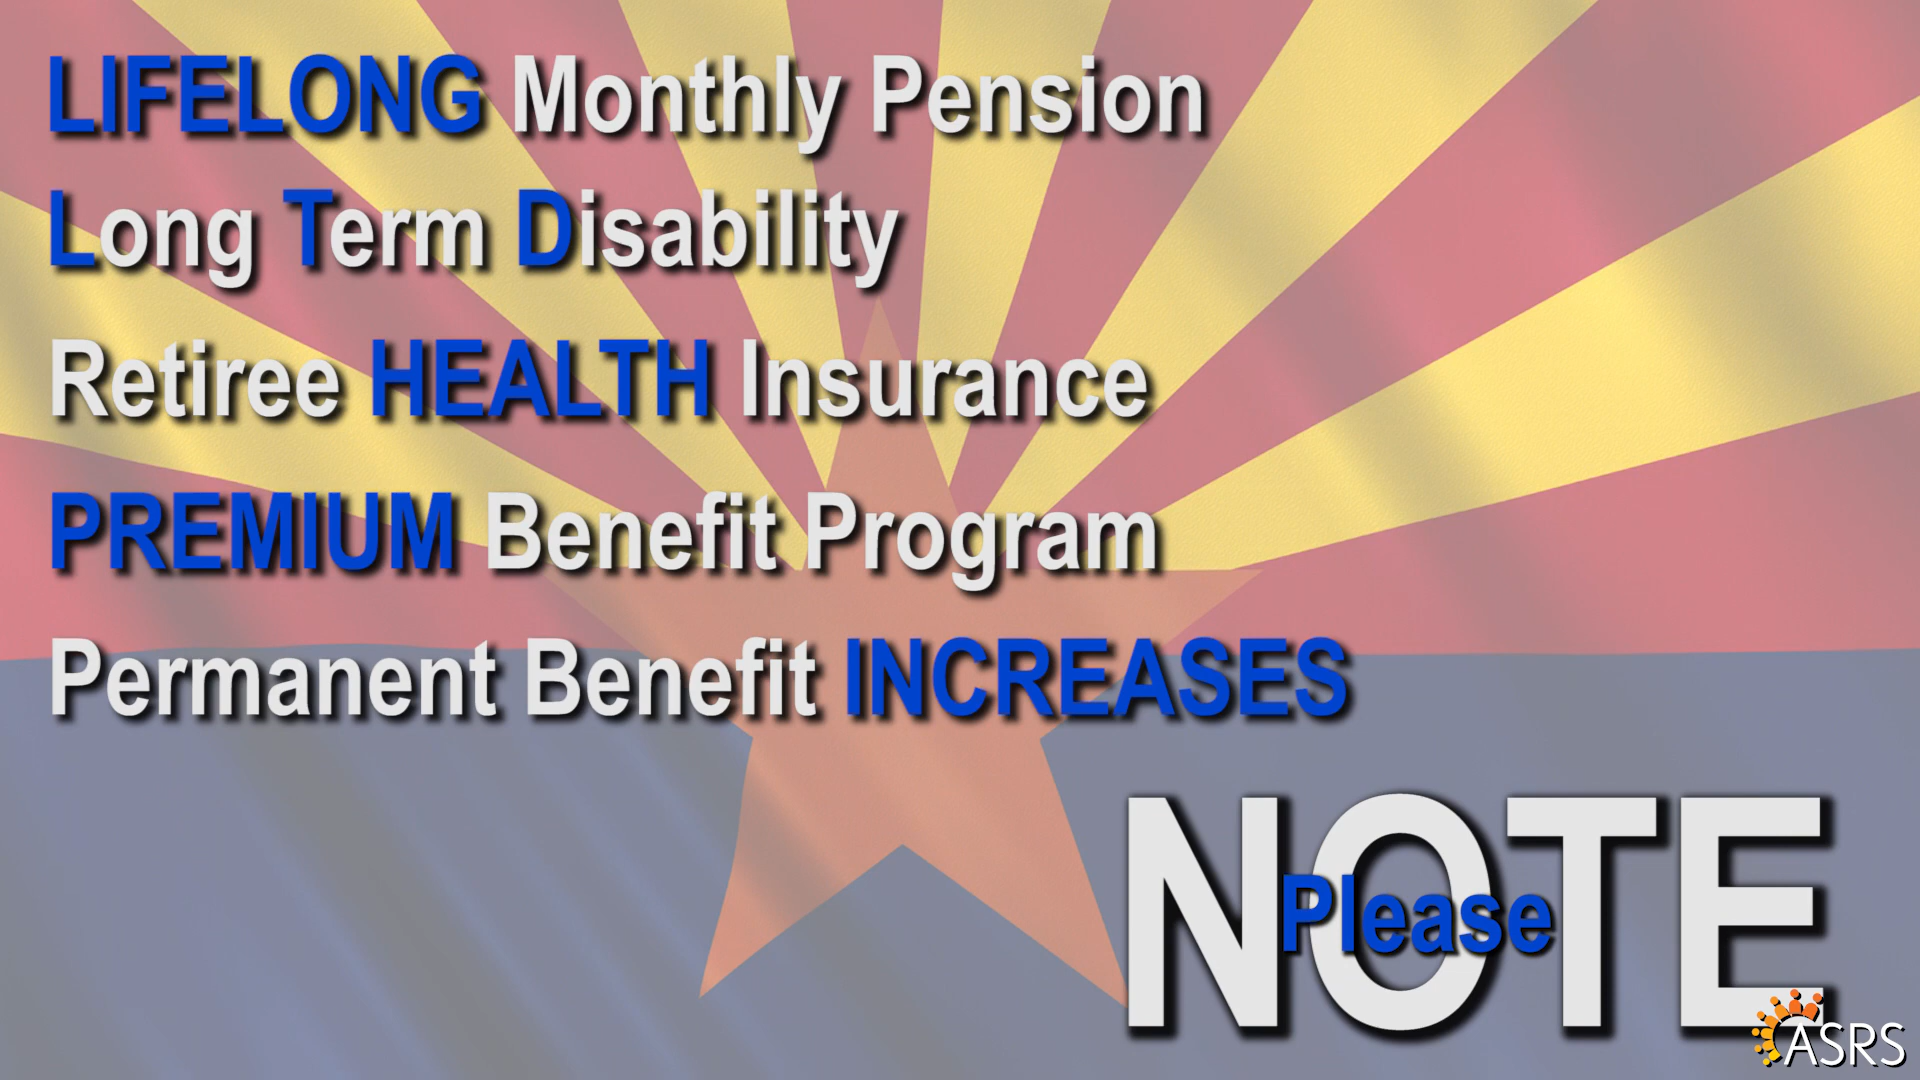 LIFELONG Monthly Pension
Long Term Disability
Retiree HEALTH Insurance
PREMIUM Benefit Program
Permanent Benefit INCREASES
Please
NOTE
ASRS